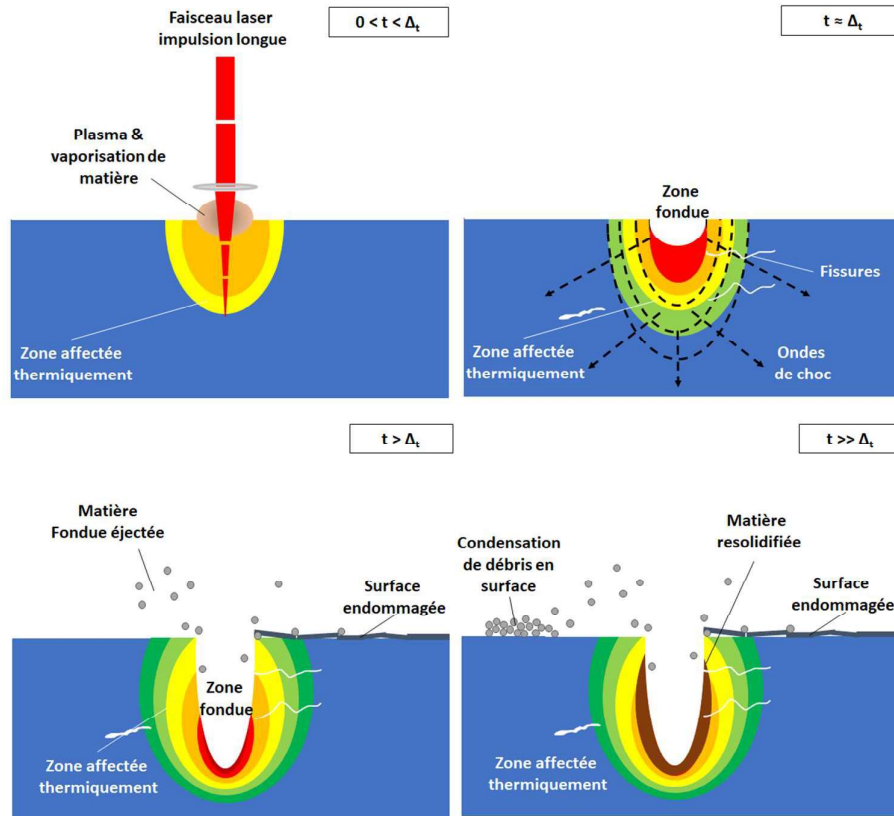 Faisceau laser
impulsion longue
0 < t < Δt
Plasma &
vaporisation de
matière
Zone affectée
thermiquement
t ≈ Δt
Zone
fondue
Fissures
Zone affectée
thermiquement
Ondes
de choc
t > Δt
Matière
Fondue éjectée
Surface
endommagée
Zone
fondue
Zone affectée
thermiquement
t >> Δt
Condensation
de débris en
surface
Matière
resolidifiée
Surface
endommagée
Zone affectée
thermiquement